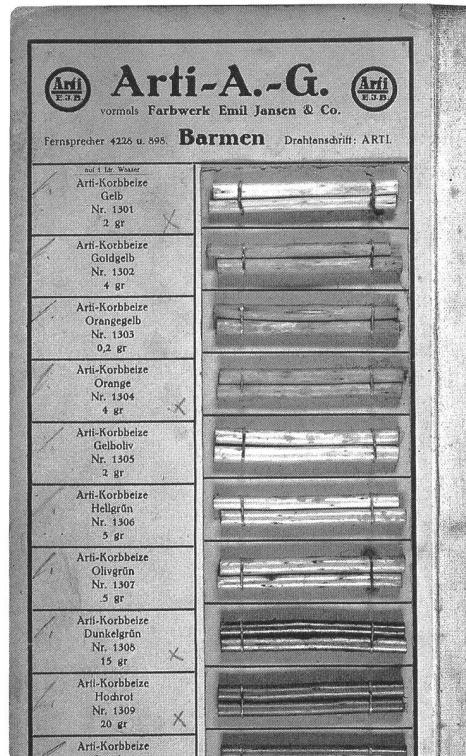 Arti
E.J.B.
Arti-A.-G.
Arti
E.J.B.
vormals Farbwerk Emil Jansen & Co.
Fernsprecher 4228 u. 898. Barmen Drahtanschrift: ARTI.
auf 1 Ltr. Wasser
Arti-Korbbeize
Gelb
Nr. 1301
2 gr
Arti-Korbbeize
Goldgelb
Nr. 1302
4 gr
Arti-Korbbeize
Orangegelb
Nr. 1303
0,2 gr
Arti-Korbbeize
Orange
Nr. 1304
4 gr
Arti-Korbbeize
Gelboliv
Nr. 1305
2 gr
Arti-Korbbeize
Hellgrün
Nr. 1306
5 gr
Arti-Korbbeize
Olivgrün
Nr. 1307
5 gr
Arti-Korbbeize
Dunkelgrün
Nr. 1308
15 gr
Arti-Korbbeize
Hochrot
Nr. 1309
20 gr
Arti-Korbbeize